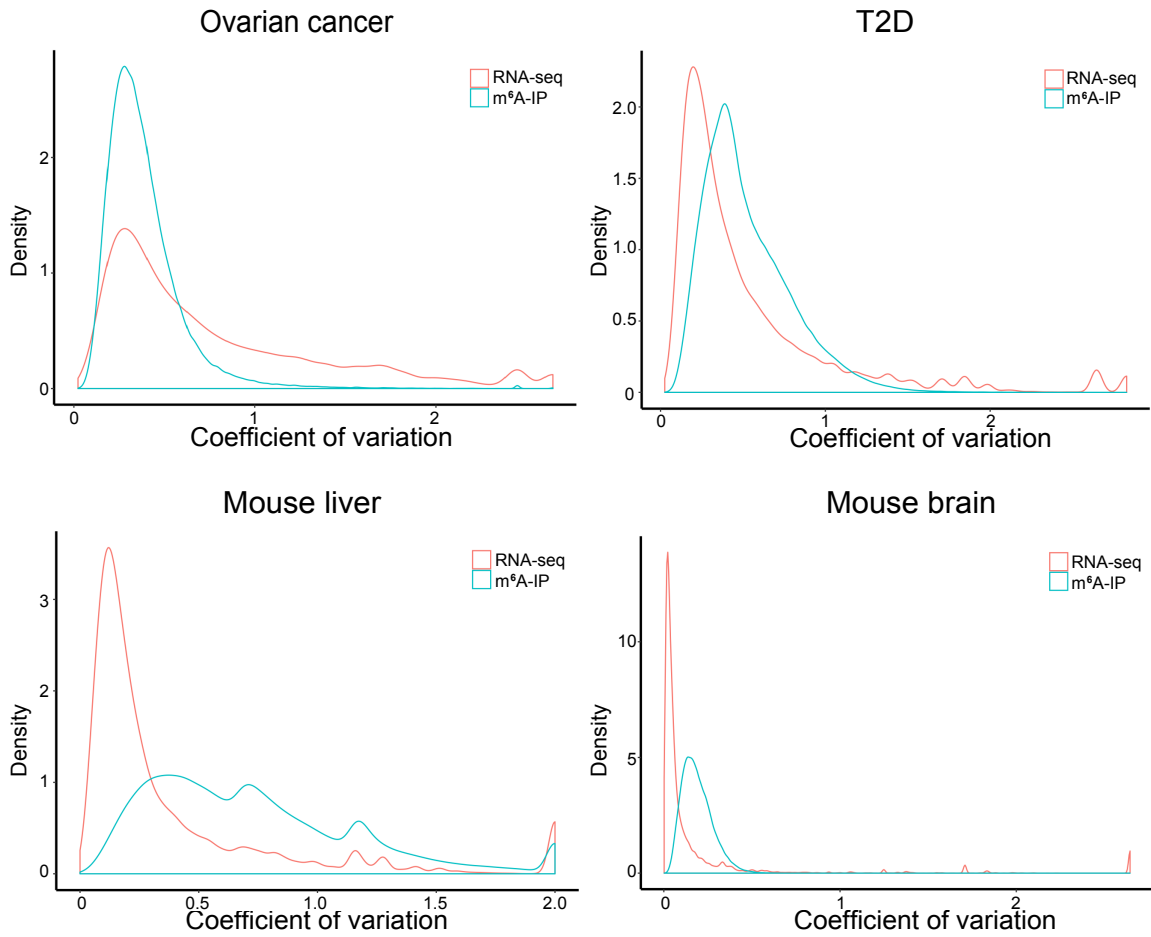 Ovarian cancer
RNA-seq
m⁶A-IP
Density
2
1
0
0
1
2
Coefficient of variation
T2D
RNA-seq
m⁶A-IP
Density
2.0
1.5
1.0
0.5
0
0
1
2
Coefficient of variation
Mouse liver
RNA-seq
m⁶A-IP
Density
3
2
1
0
0
0.5
1.0
1.5
2.0
Coefficient of variation
Mouse brain
RNA-seq
m⁶A-IP
Density
10
5
0
0
1
2
Coefficient of variation